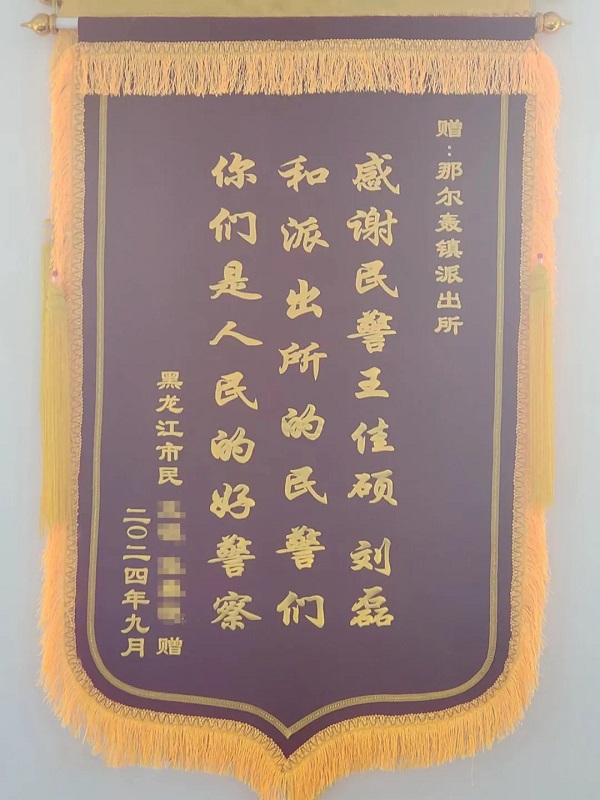 赠：那尔轰镇派出所
感谢民警王佳硕 刘磊
和派出所的民警们
你们是人民的好警察
黑龙江市民 赠
二〇二四年九月